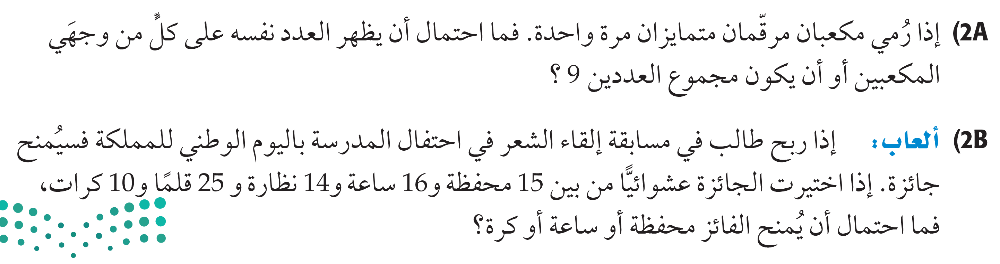 2A) إذا رُمي مكعبان مرقّمان متمايزان مرة واحدة. فما احتمال أن يظهر العدد نفسه على كلٍّ من وجهَي
المكعبين أو أن يكون مجموع العددين 9 ؟
2B) ألعاب: إذا ربح طالب في مسابقة إلقاء الشعر في احتفال المدرسة باليوم الوطني للمملكة فسيُمنح
جائزة. إذا اختيرت الجائزة عشوائيًّا من بين 15 محفظة و16 ساعة و14 نظارة و 25 قلمًا و10 كرات،
فما احتمال أن يُمنح الفائز محفظة أو ساعة أو كرة؟